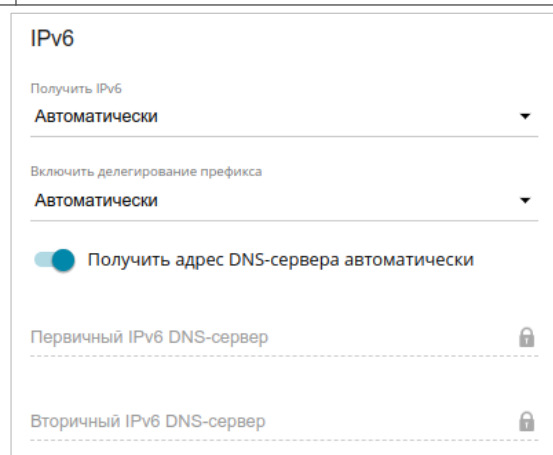 IPv6
Получить IPv6
Автоматически
Включить делегирование префикса
Автоматически
Получить адрес DNS-сервера автоматически
Первичный IPv6 DNS-сервер
Вторичный IPv6 DNS-сервер